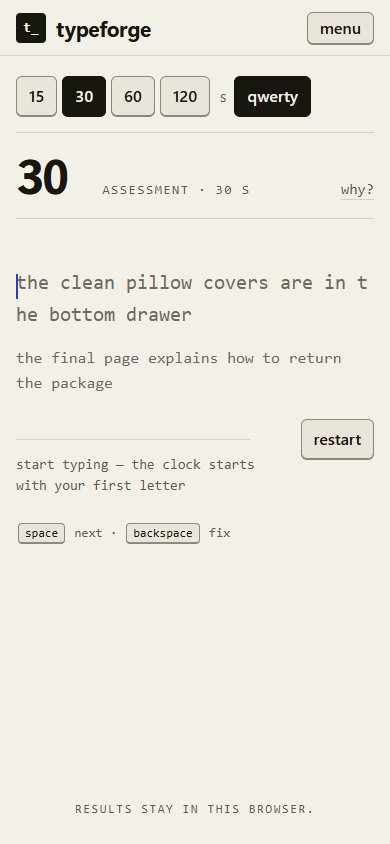 t_ typeforge menu
15 30 60 120 s qwerty
30 ASSESSMENT · 30 S why?
the clean pillow covers are in t
he bottom drawer
the final page explains how to return
the package
restart
start typing — the clock starts
with your first letter
space next · backspace fix
RESULTS STAY IN THIS BROWSER.